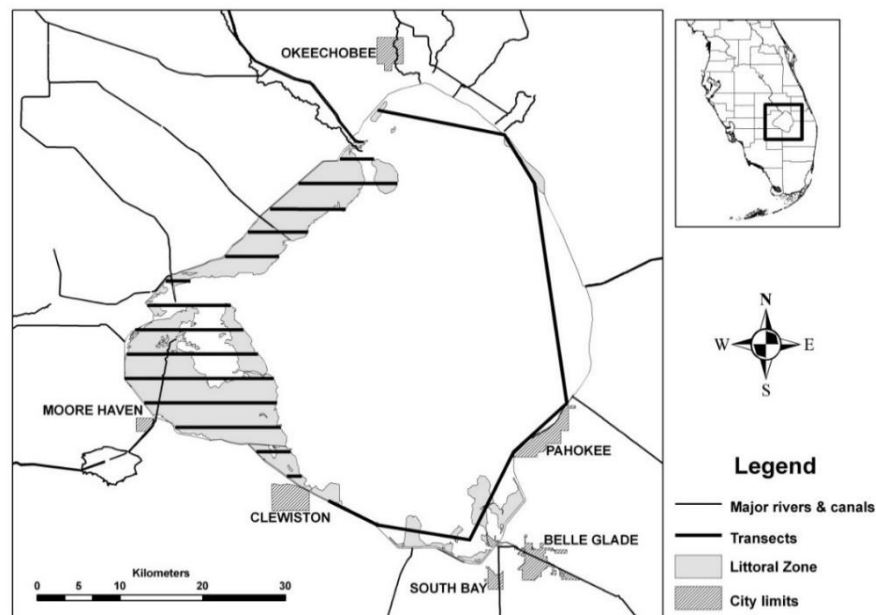 OKEECHOBEE
MOORE HAVEN
CLEWISTON
PAHOKEE
BELLE GLADE
SOUTH BAY
Kilometers
0 5 10 20 30
N
W E
S
Legend
Major rivers & canals
Transects
Littoral Zone
City limits